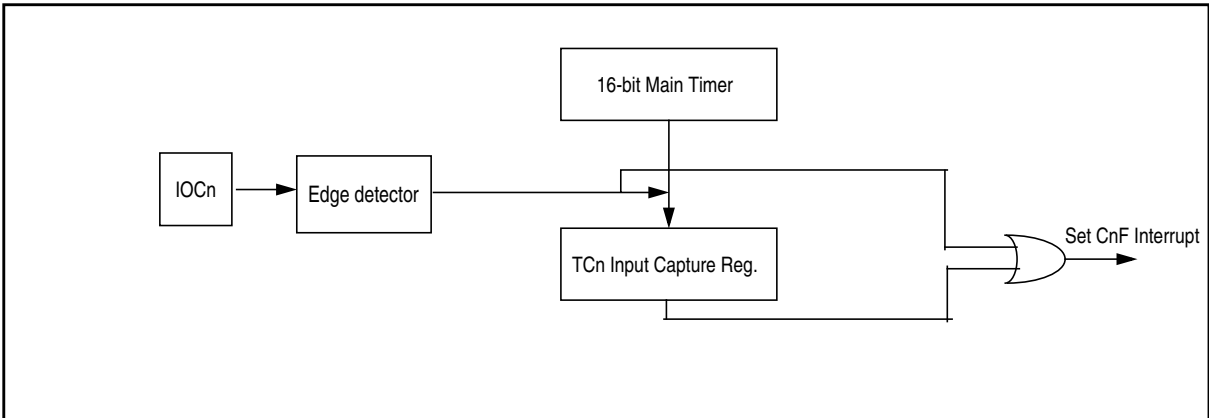 16-bit Main Timer
IOCn
Edge detector
TCn Input Capture Reg.
Set CnF Interrupt